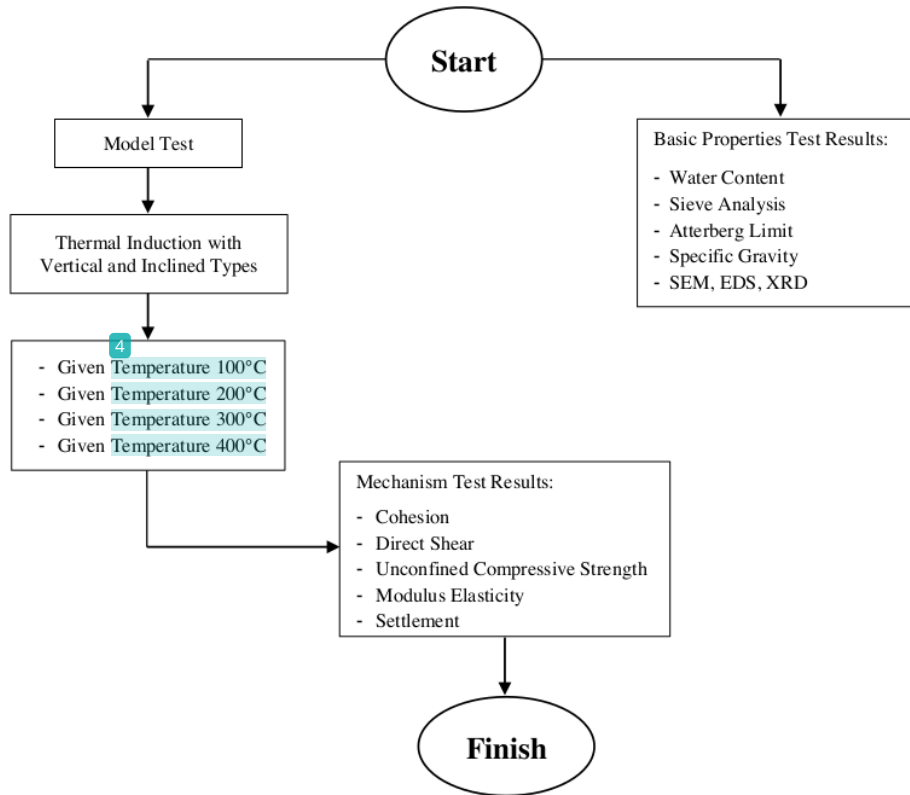 Start
Model Test
Thermal Induction with
Vertical and Inclined Types
4
- Given Temperature 100°C
- Given Temperature 200°C
- Given Temperature 300°C
- Given Temperature 400°C
Basic Properties Test Results:
- Water Content
- Sieve Analysis
- Atterberg Limit
- Specific Gravity
- SEM, EDS, XRD
Mechanism Test Results:
- Cohesion
- Direct Shear
- Unconfined Compressive Strength
- Modulus Elasticity
- Settlement
Finish